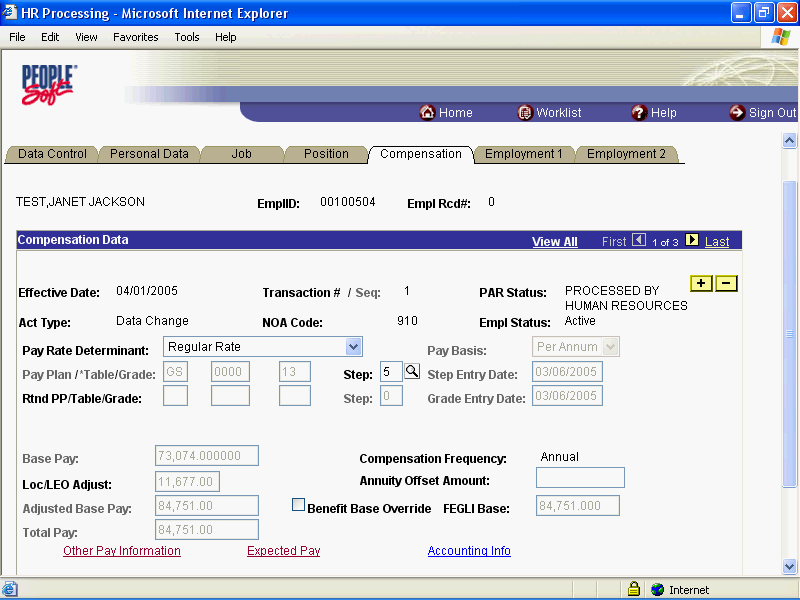 HR Processing - Microsoft Internet Explorer
File Edit View Favorites Tools Help
PEOPLE
Soft
Home Worklist Help Sign Out
Data Control Personal Data Job Position Compensation Employment 1 Employment 2
TEST,JANET JACKSON EmplID: 00100504 Empl Rcd#: 0
Compensation Data View All First 1 of 3 Last
Effective Date: 04/01/2005 Transaction # / Seq: 1 PAR Status: PROCESSED BY
HUMAN RESOURCES
Act Type: Data Change NOA Code: 910 Empl Status: Active
Pay Rate Determinant: Regular Rate Pay Basis: Per Annum
Pay Plan /*Table/Grade: GS 0000 13 Step: 5 Step Entry Date: 03/06/2005
Rtnd PP/Table/Grade: Step: 0 Grade Entry Date: 03/06/2005
Base Pay: 73,074.000000 Compensation Frequency: Annual
Loc/LEO Adjust: 11,677.00 Annuity Offset Amount:
Adjusted Base Pay: 84,751.00 Benefit Base Override FEGLI Base: 84,751.000
Total Pay: 84,751.00
Other Pay Information Expected Pay Accounting Info
Internet